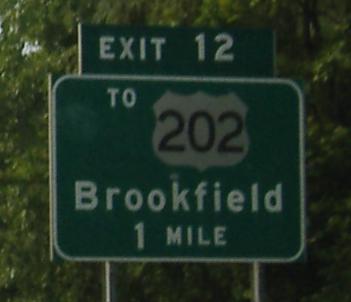 EXIT 12
TO
202
Brookfield
1 MILE